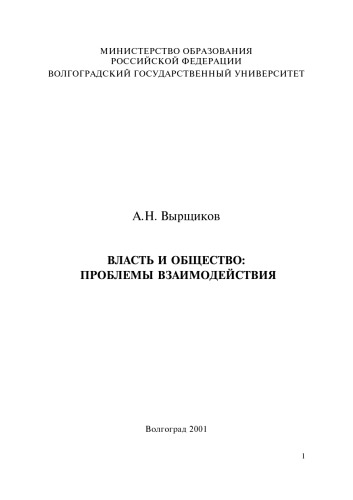 МИНИСТЕРСТВО ОБРАЗОВАНИЯ
РОССИЙСКОЙ ФЕДЕРАЦИИ
ВОЛГОГРАДСКИЙ ГОСУДАРСТВЕННЫЙ УНИВЕРСИТЕТ
А.Н. Вырщиков
ВЛАСТЬ И ОБЩЕСТВО:
ПРОБЛЕМЫ ВЗАИМОДЕЙСТВИЯ
Волгоград 2001
1